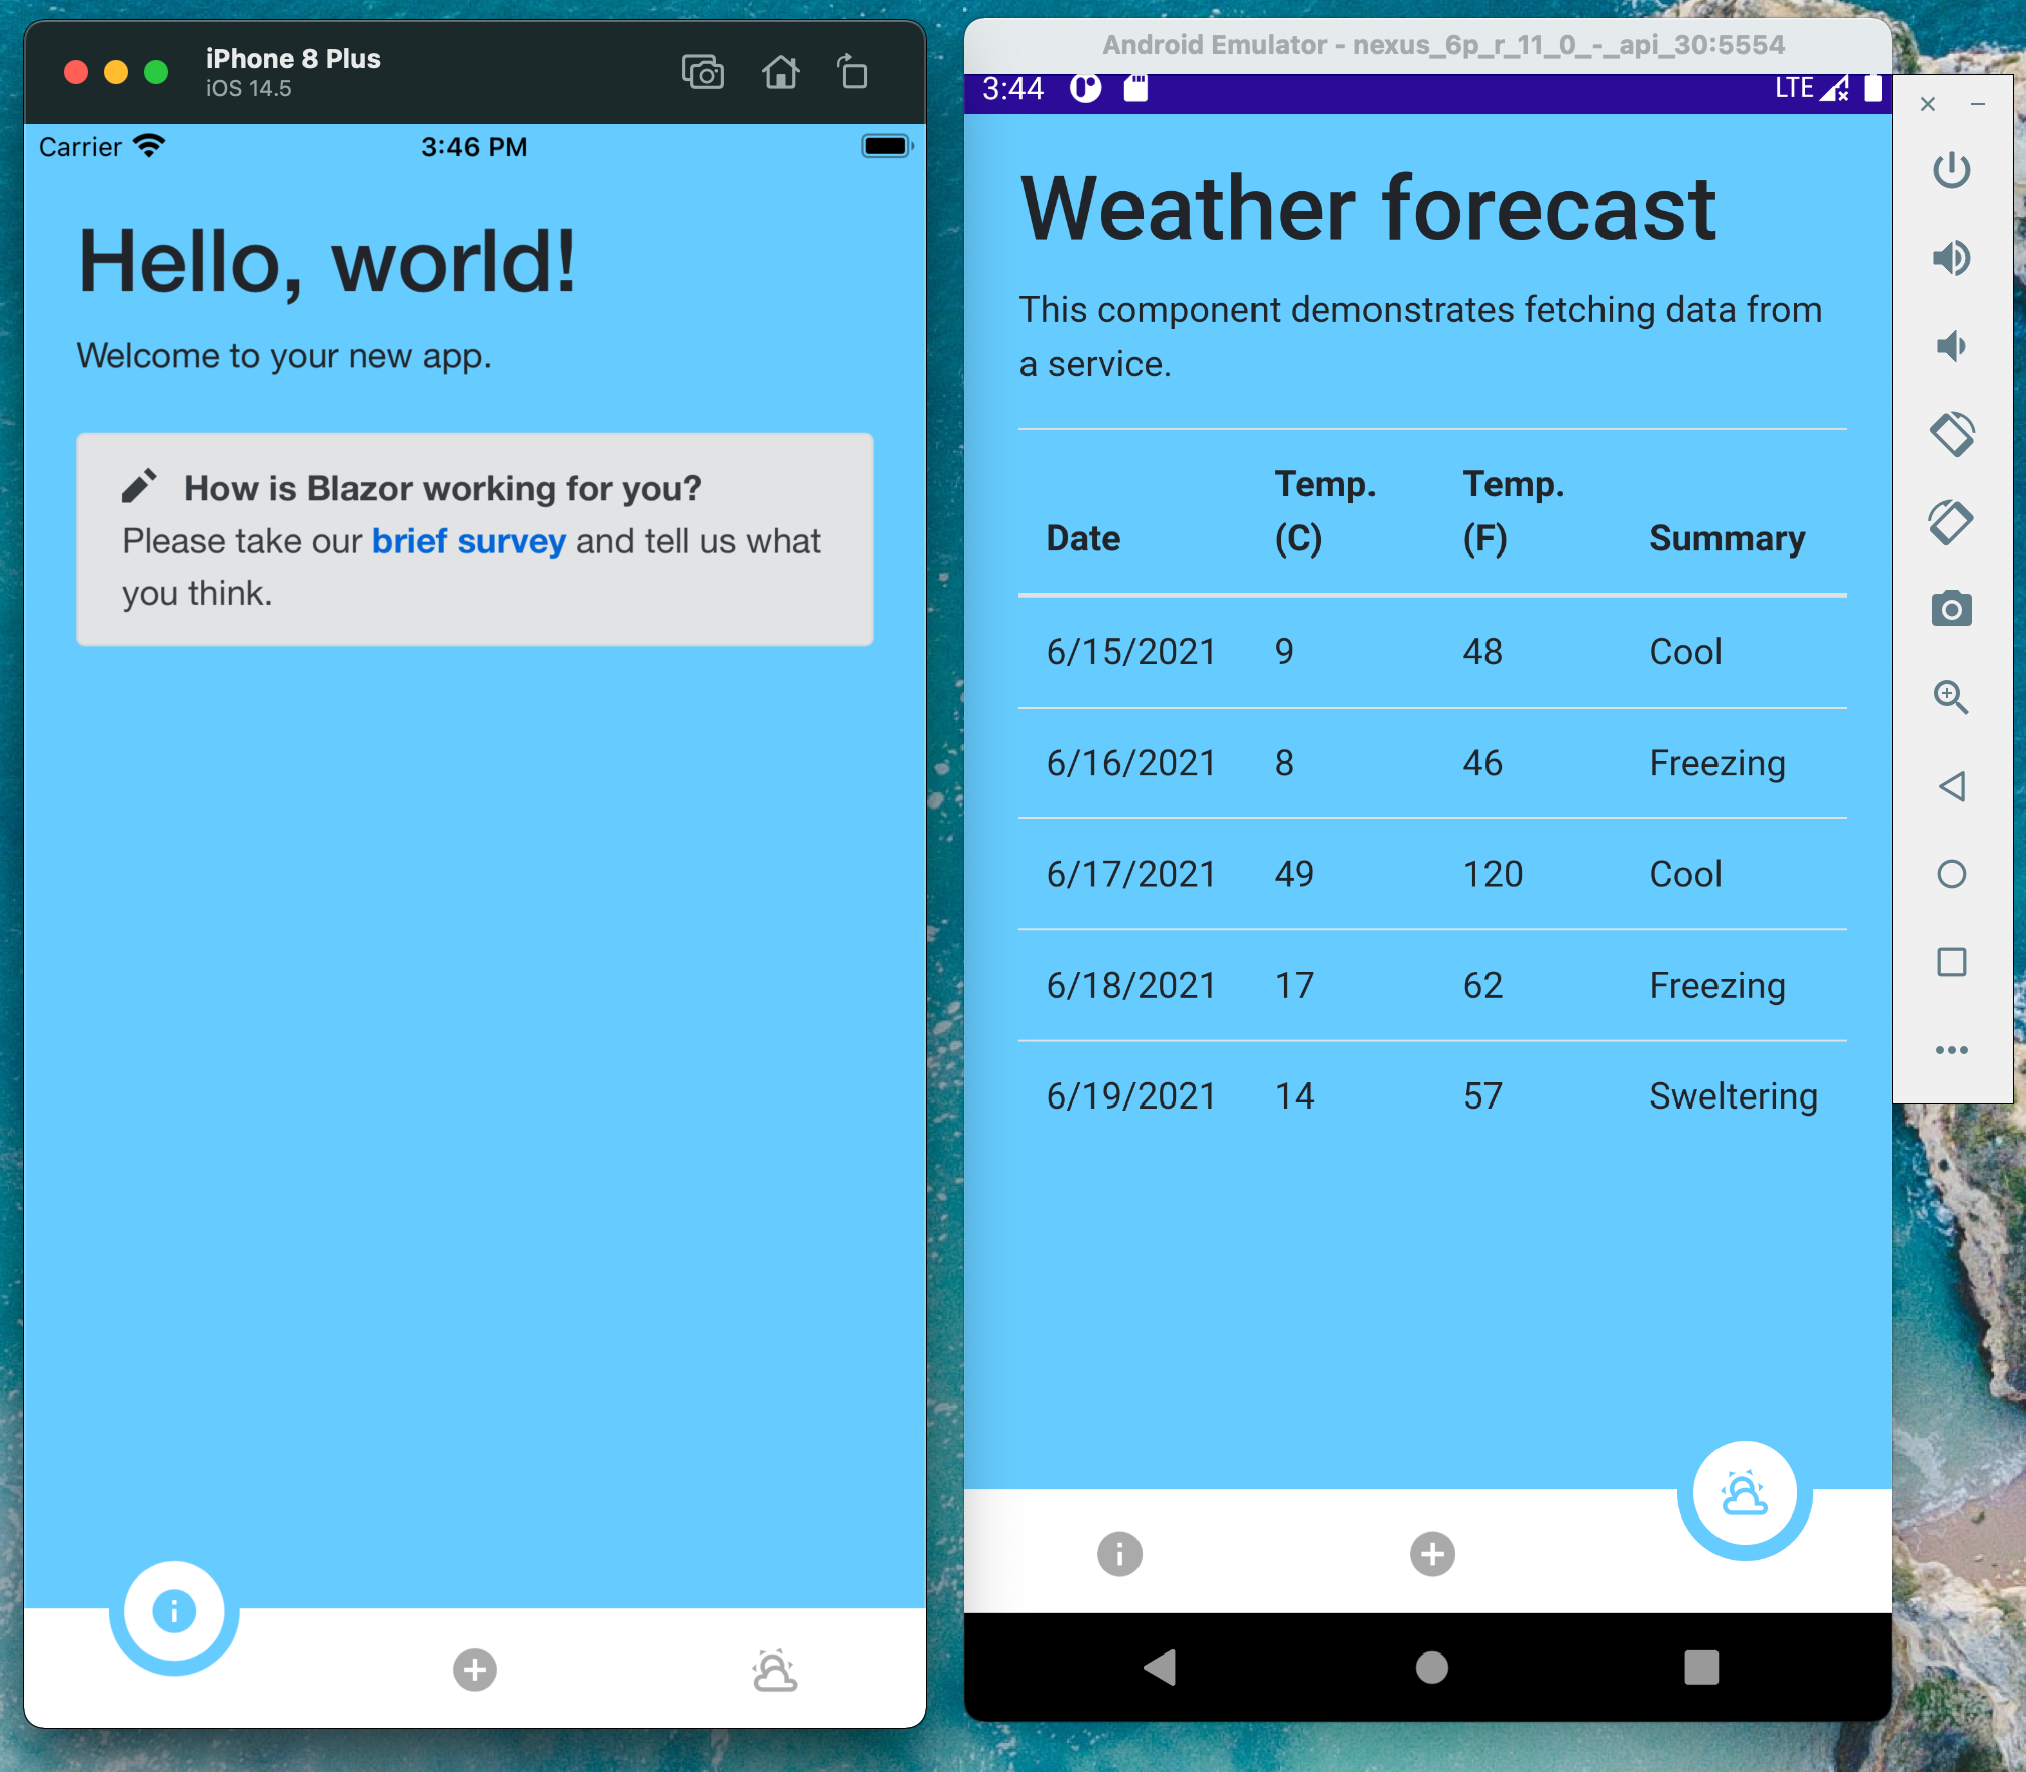 iPhone 8 Plus
iOS 14.5
Carrier
3:46 PM
Hello, world!
Welcome to your new app.
How is Blazor working for you?
Please take our brief survey and tell us what
you think.
Android Emulator - nexus_6p_r_11_0_-_api_30:5554
3:44
LTE
Weather forecast
This component demonstrates fetching data from
a service.
Date Temp. (C) Temp. (F) Summary
6/15/2021 9 48 Cool
6/16/2021 8 46 Freezing
6/17/2021 49 120 Cool
6/18/2021 17 62 Freezing
6/19/2021 14 57 Sweltering